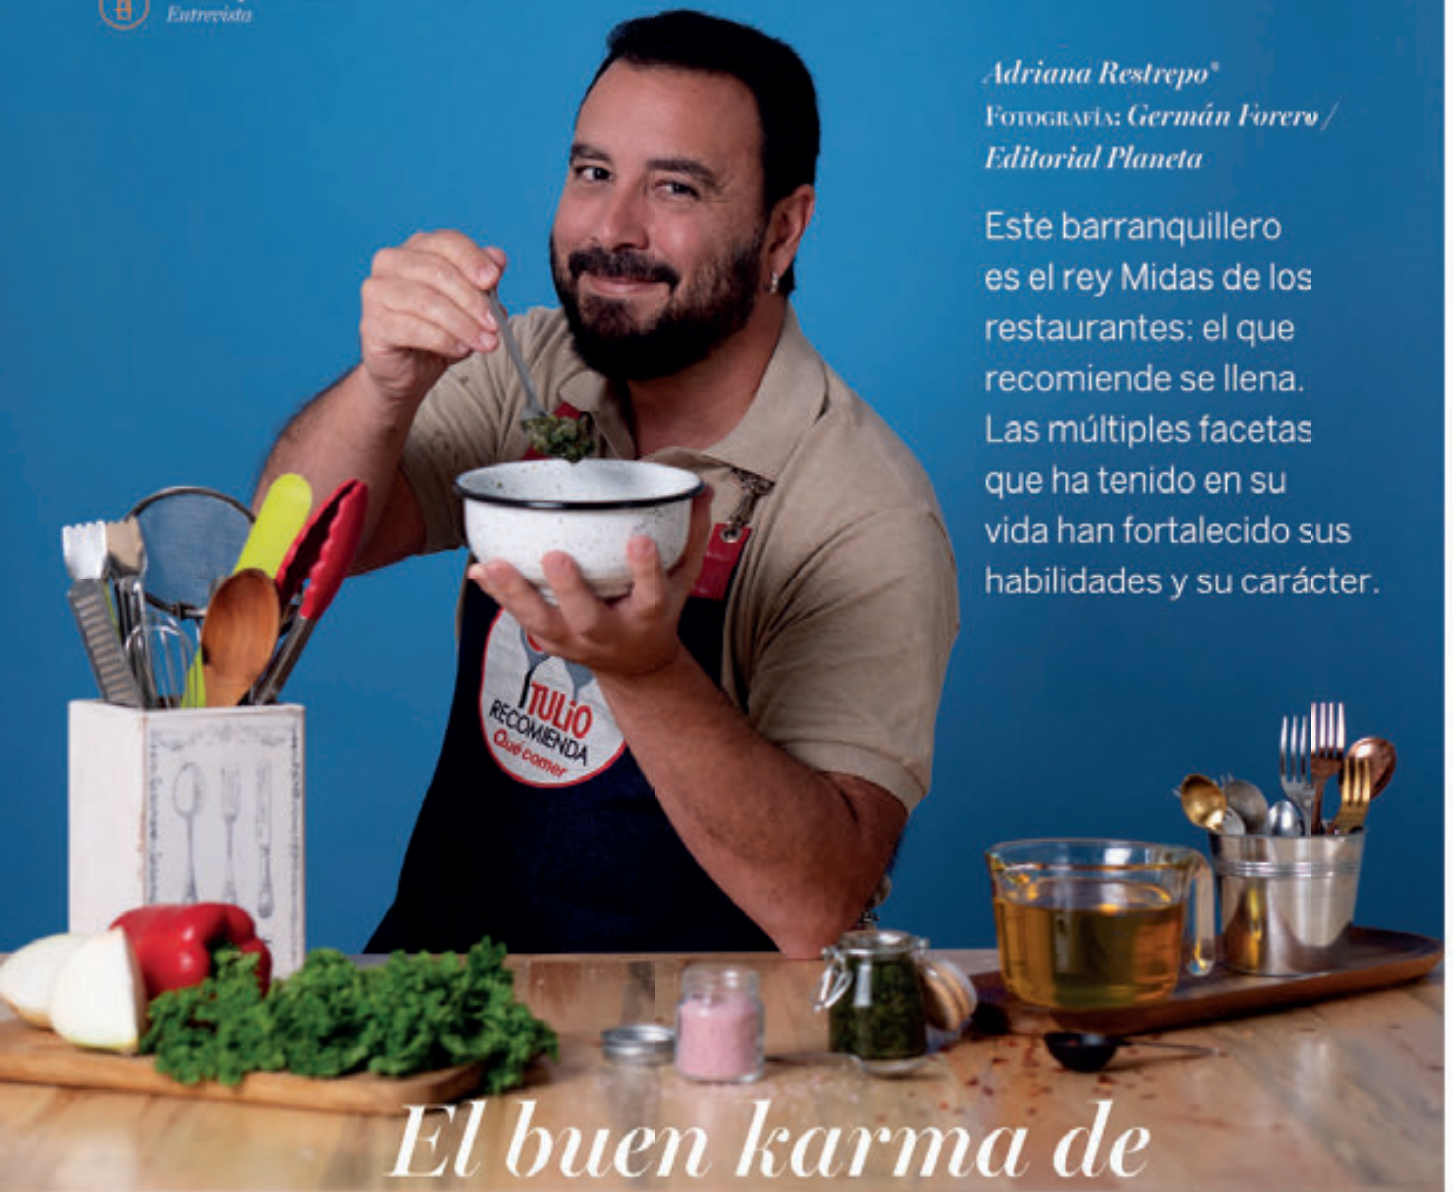 Entrevista
Adriana Restrepo*
Fotografía: Germán Forero /
Editorial Planeta
Este barranquillero
es el rey Midas de los
restaurantes: el que
recomiende se llena.
Las múltiples facetas
que ha tenido en su
vida han fortalecido sus
habilidades y su carácter.
TULiO
RECOMIENDA
Qué comer
El buen karma de